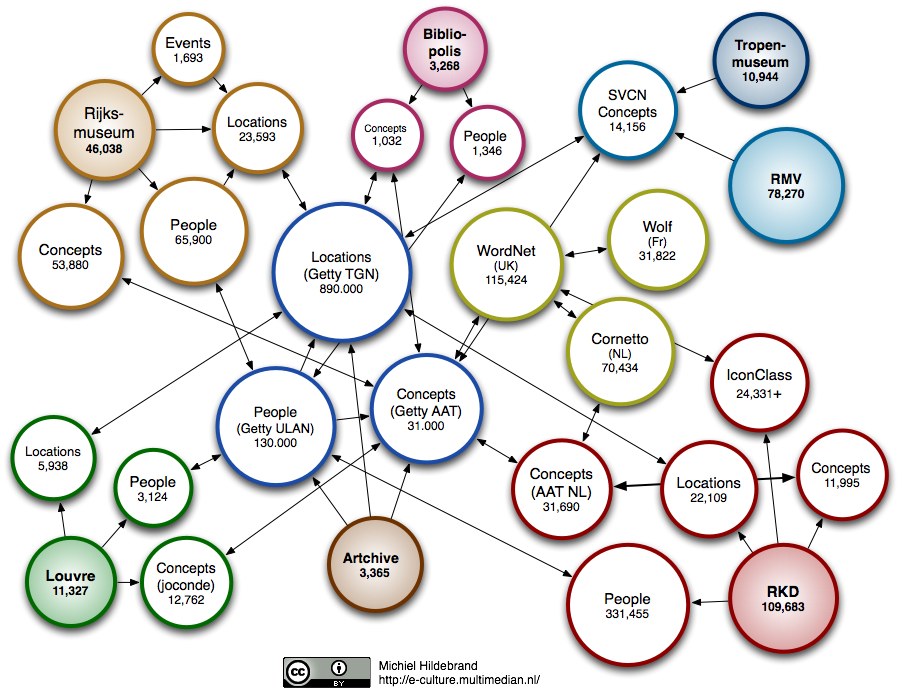 Events
1,693
Biblio-
polis
3,268
Tropen-
museum
10,944
Rijks-
museum
46,038
Locations
23,593
Concepts
1,032
People
1,346
SVCN
Concepts
14,156
RMV
78,270
Concepts
53,880
People
65,900
Locations
(Getty TGN)
890.000
WordNet
(UK)
115,424
Wolf
(Fr)
31,822
Cornetto
(NL)
70,434
IconClass
24,331+
People
(Getty ULAN)
130.000
Concepts
(Getty AAT)
31.000
Locations
5,938
People
3,124
Concepts
(AAT NL)
31,690
Locations
22,109
Concepts
11,995
Louvre
11,327
Concepts
(joconde)
12,762
Artchive
3,365
People
331,455
RKD
109,683
cc
BY
Michiel Hildebrand
http://e-culture.multimedian.nl/